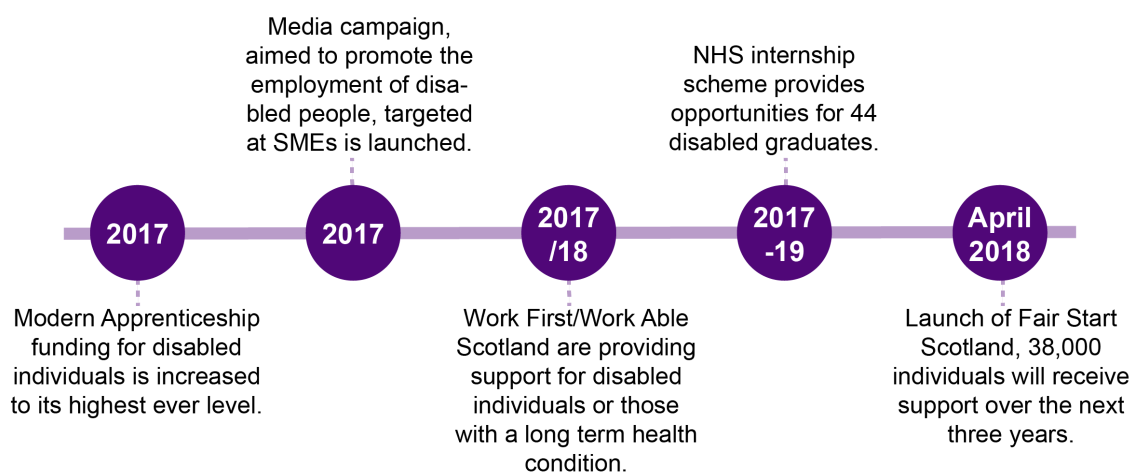 Media campaign,
aimed to promote the
employment of disa-
bled people, targeted
at SMEs is launched.
NHS internship
scheme provides
opportunities for 44
disabled graduates.
2017
2017
2017
/18
2017
-19
April
2018
Modern Apprenticeship
funding for disabled
individuals is increased
to its highest ever level.
Work First/Work Able
Scotland are providing
support for disabled
individuals or those
with a long term health
condition.
Launch of Fair Start
Scotland, 38,000
individuals will receive
support over the next
three years.